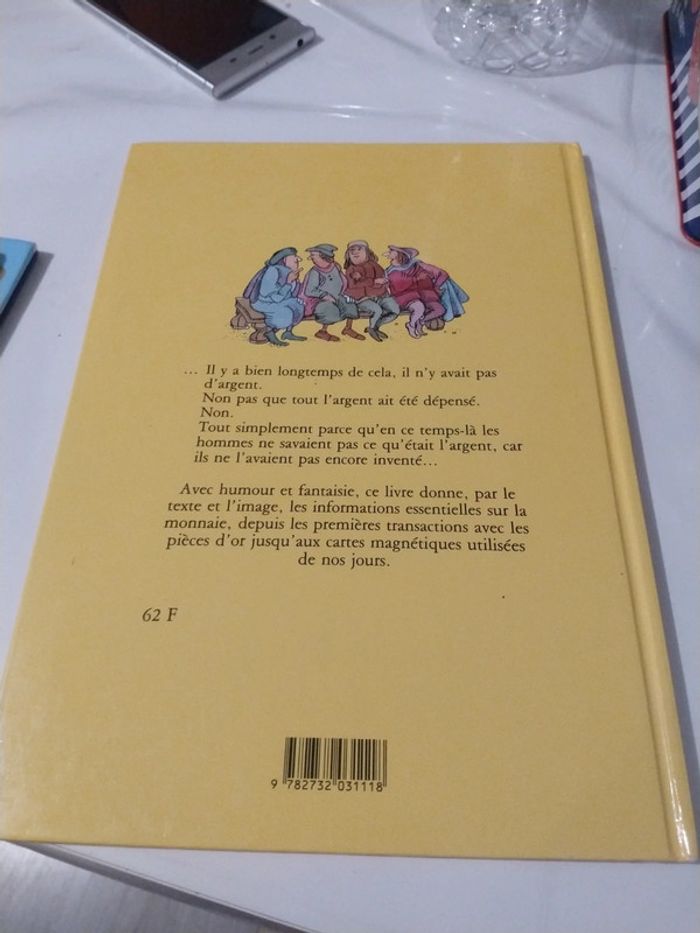 ... Il y a bien longtemps de cela, il n'y avait pas
d'argent.
Non pas que tout l'argent ait été dépensé.
Non.
Tout simplement parce qu'en ce temps-là les
hommes ne savaient pas ce qu'était l'argent, car
ils ne l'avaient pas encore inventé...
Avec humour et fantaisie, ce livre donne, par le
texte et l'image, les informations essentielles sur la
monnaie, depuis les premières transactions avec les
pièces d'or jusqu'aux cartes magnétiques utilisées
de nos jours.
62 F
9 782732 031118